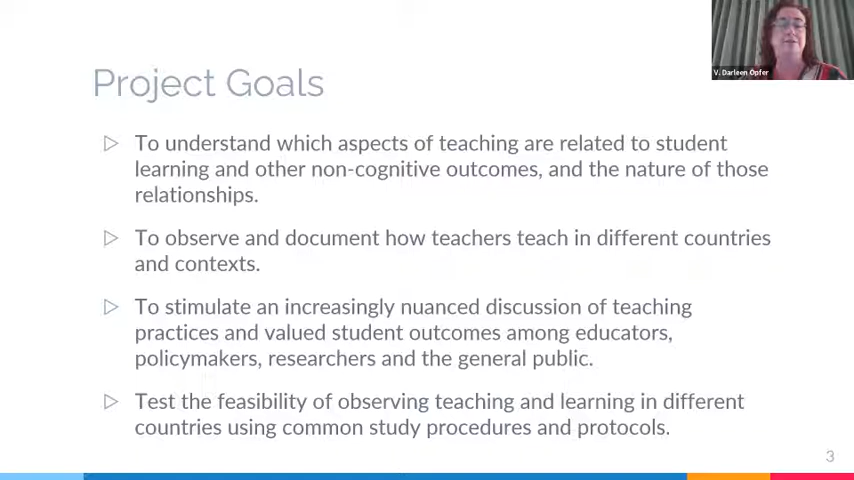 V. Darleen Opfer
Project Goals
To understand which aspects of teaching are related to student
learning and other non-cognitive outcomes, and the nature of those
relationships.
To observe and document how teachers teach in different countries
and contexts.
To stimulate an increasingly nuanced discussion of teaching
practices and valued student outcomes among educators,
policymakers, researchers and the general public.
Test the feasibility of observing teaching and learning in different
countries using common study procedures and protocols.
3